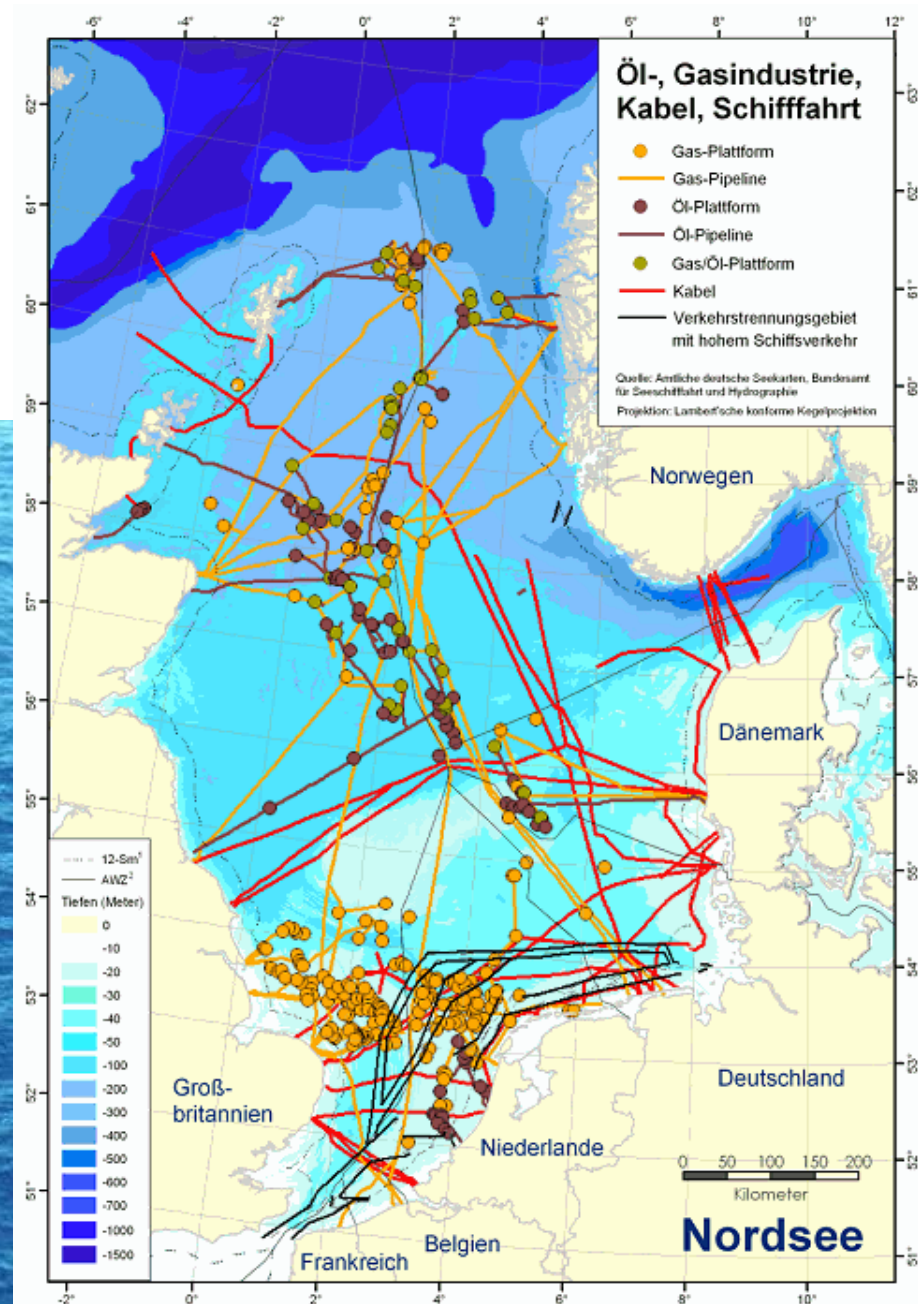 -6° -4° -2° 0° 2° 4° 6° 8° 10° 12°
Öl-, Gasindustrie,
Kabel, Schifffahrt
Gas-Plattform
Gas-Pipeline
Öl-Plattform
Öl-Pipeline
Gas/Öl-Plattform
Kabel
Verkehrstrennungsgebiet
mit hohem Schiffsverkehr
Quelle: Amtliche deutsche Seekarten, Bundesamt
für Seeschifffahrt und Hydrographie
Projektion: Lambert'sche konforme Kegelprojektion
62°
61°
60°
59°
58°
57°
56°
55°
54°
53°
52°
51°
63°
62°
61°
60°
59°
58°
57°
56°
55°
54°
53°
52°
51°
Norwegen
Dänemark
Deutschland
Groß-
britannien
Niederlande
Belgien
Frankreich
12-Sm¹
AWZ²
Tiefen (Meter)
0
-10
-20
-30
-40
-50
-100
-200
-300
-400
-500
-600
-700
-1000
-1500
0 50 100 150 200
Kilometer
Nordsee
-2° 0° 2° 4° 6° 8° 10°